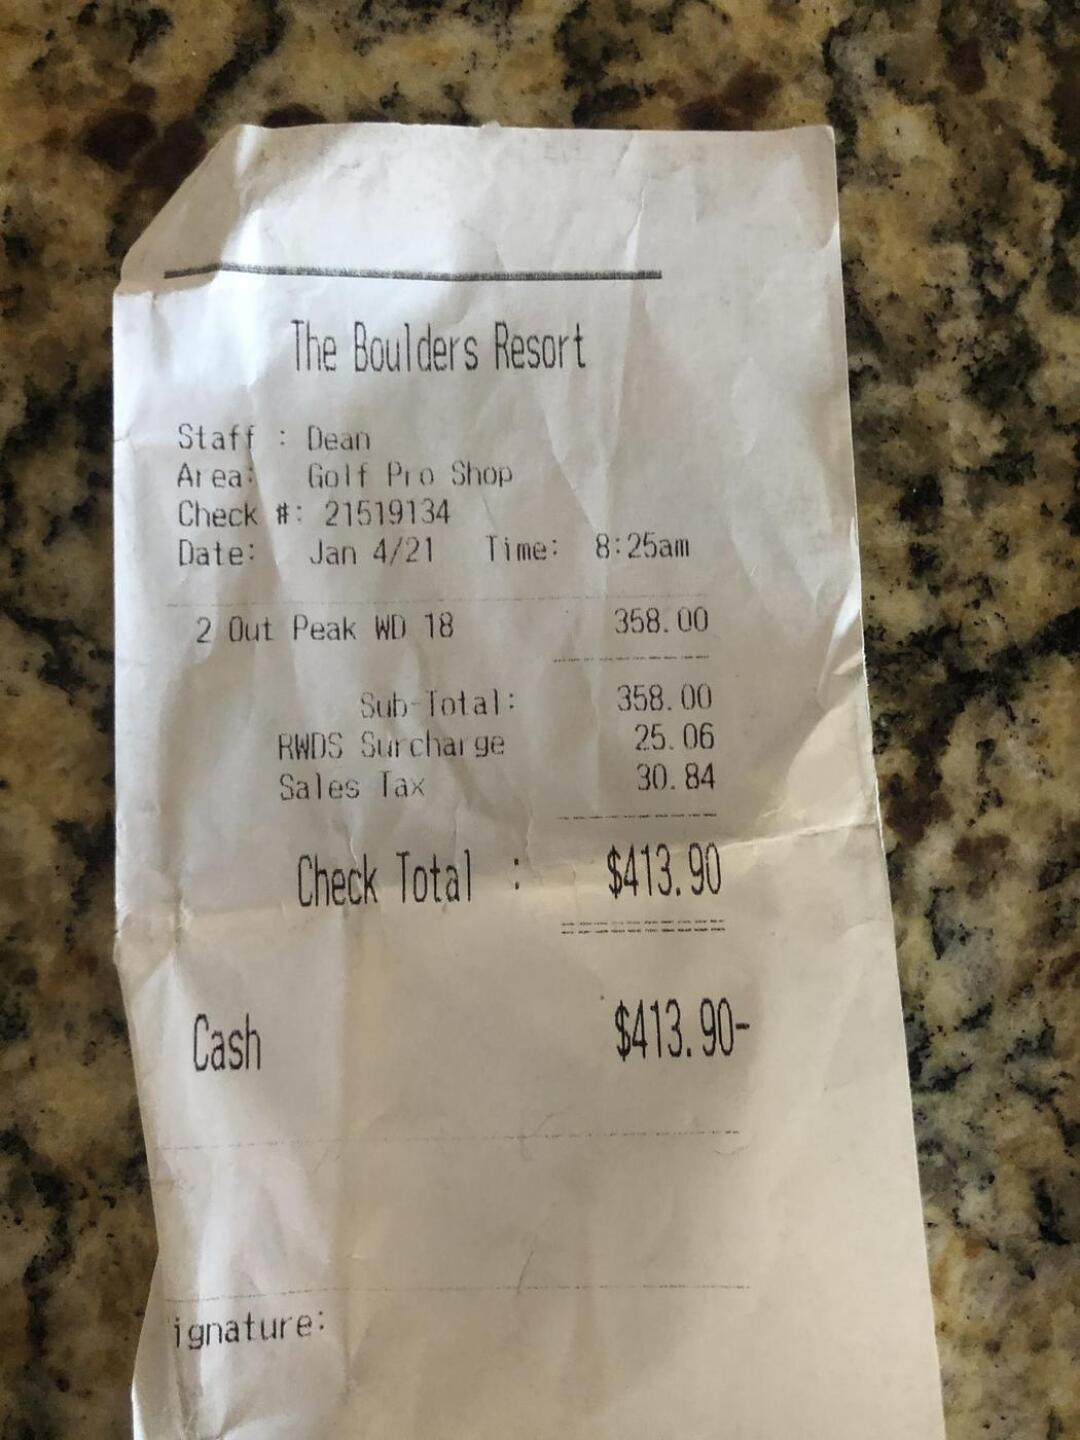 The Boulders Resort
Staff : Dean
Area: Golf Pro Shop
Check #: 21519134
Date: Jan 4/21 Time: 8:25am
2 Out Peak WD 18 358.00
Sub-Total: 358.00
RWDS Surcharge 25.06
Sales Tax 30.84
Check Total : $413.90
Cash $413.90-
ignature: